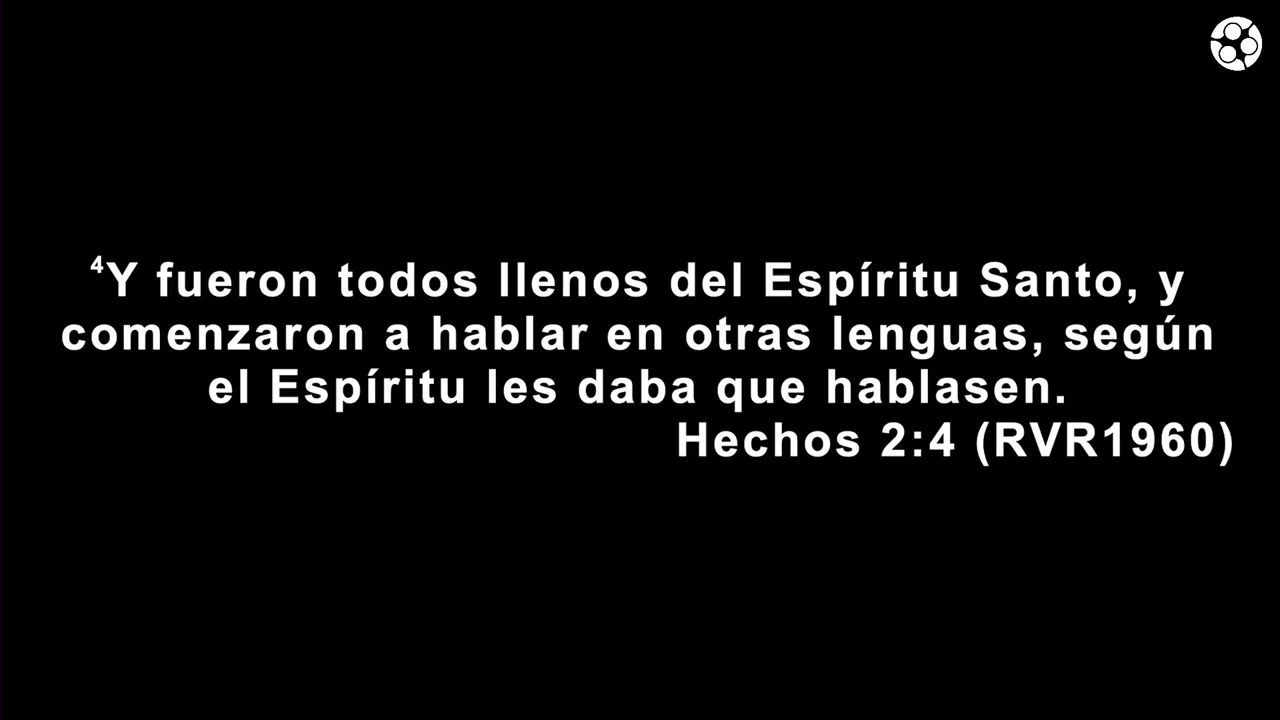 ⁴Y fueron todos llenos del Espíritu Santo, y
comenzaron a hablar en otras lenguas, según
el Espíritu les daba que hablasen.
Hechos 2:4 (RVR1960)